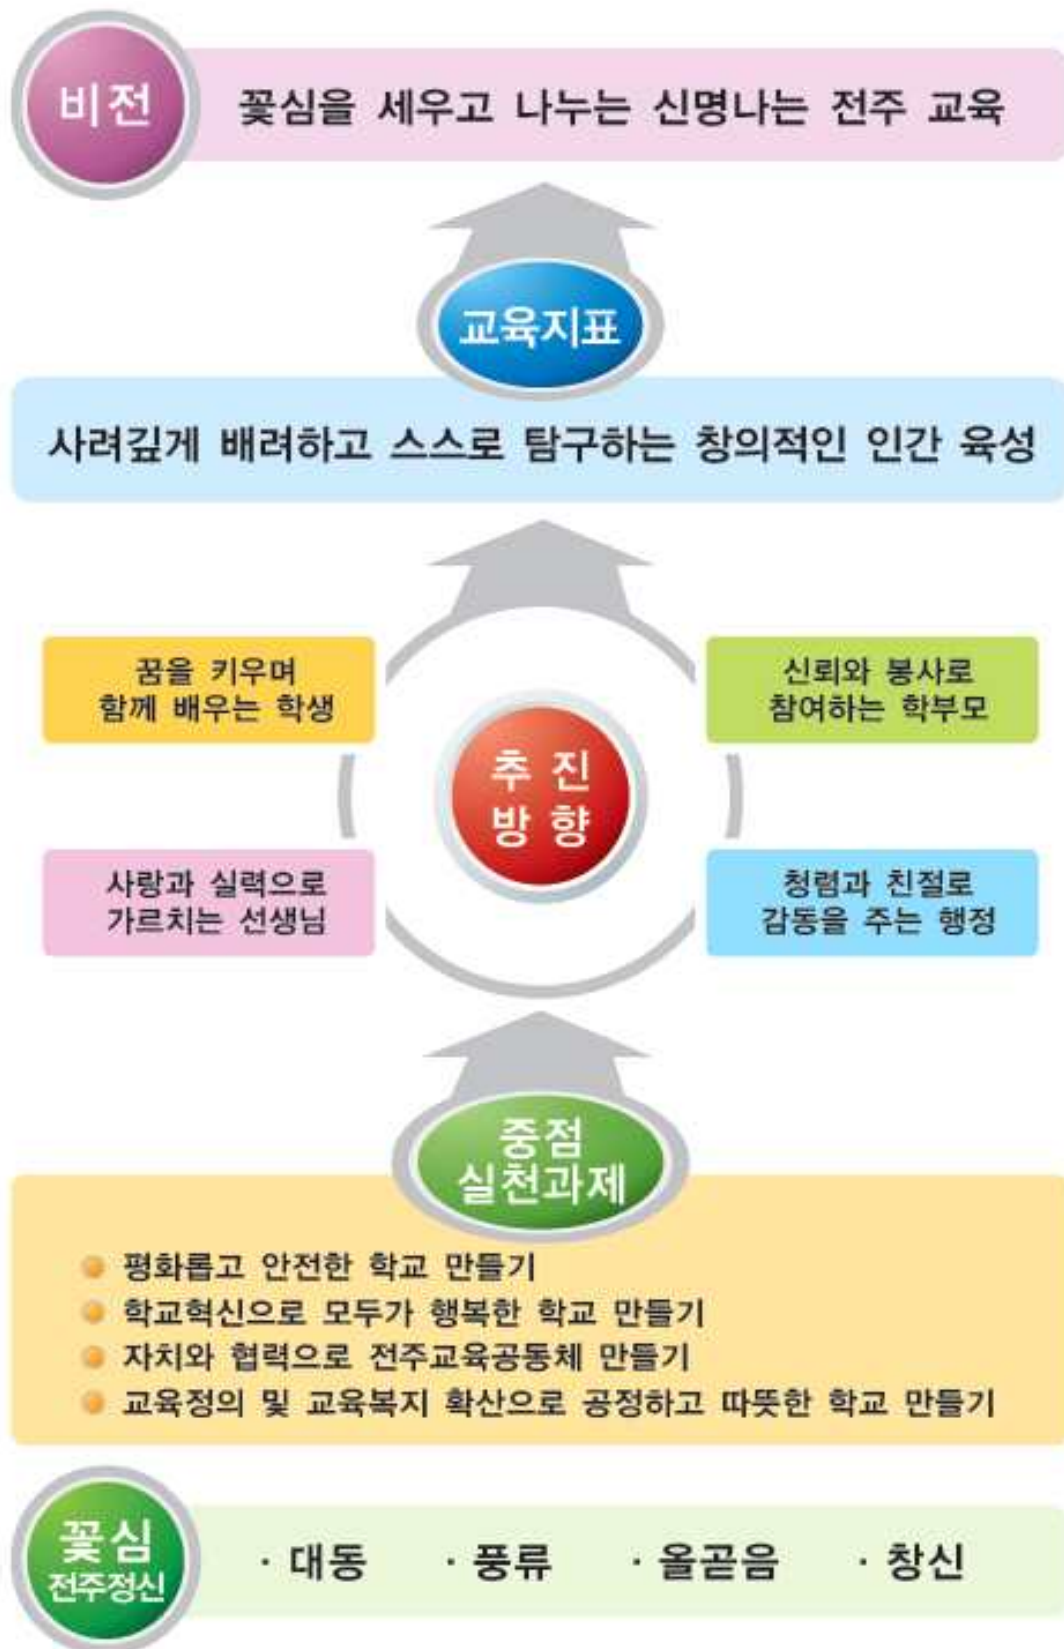 비전
꽃심을 세우고 나누는 신명나는 전주 교육
교육지표
사려깊게 배려하고 스스로 탐구하는 창의적인 인간 육성
꿈을 키우며
함께 배우는 학생
신뢰와 봉사로
참여하는 학부모
추 진
방 향
사랑과 실력으로
가르치는 선생님
청렴과 친절로
감동을 주는 행정
중점
실천과제
평화롭고 안전한 학교 만들기
학교혁신으로 모두가 행복한 학교 만들기
자치와 협력으로 전주교육공동체 만들기
교육정의 및 교육복지 확산으로 공정하고 따뜻한 학교 만들기
꽃심
전주정신
· 대동 · 풍류 · 올곧음 · 창신